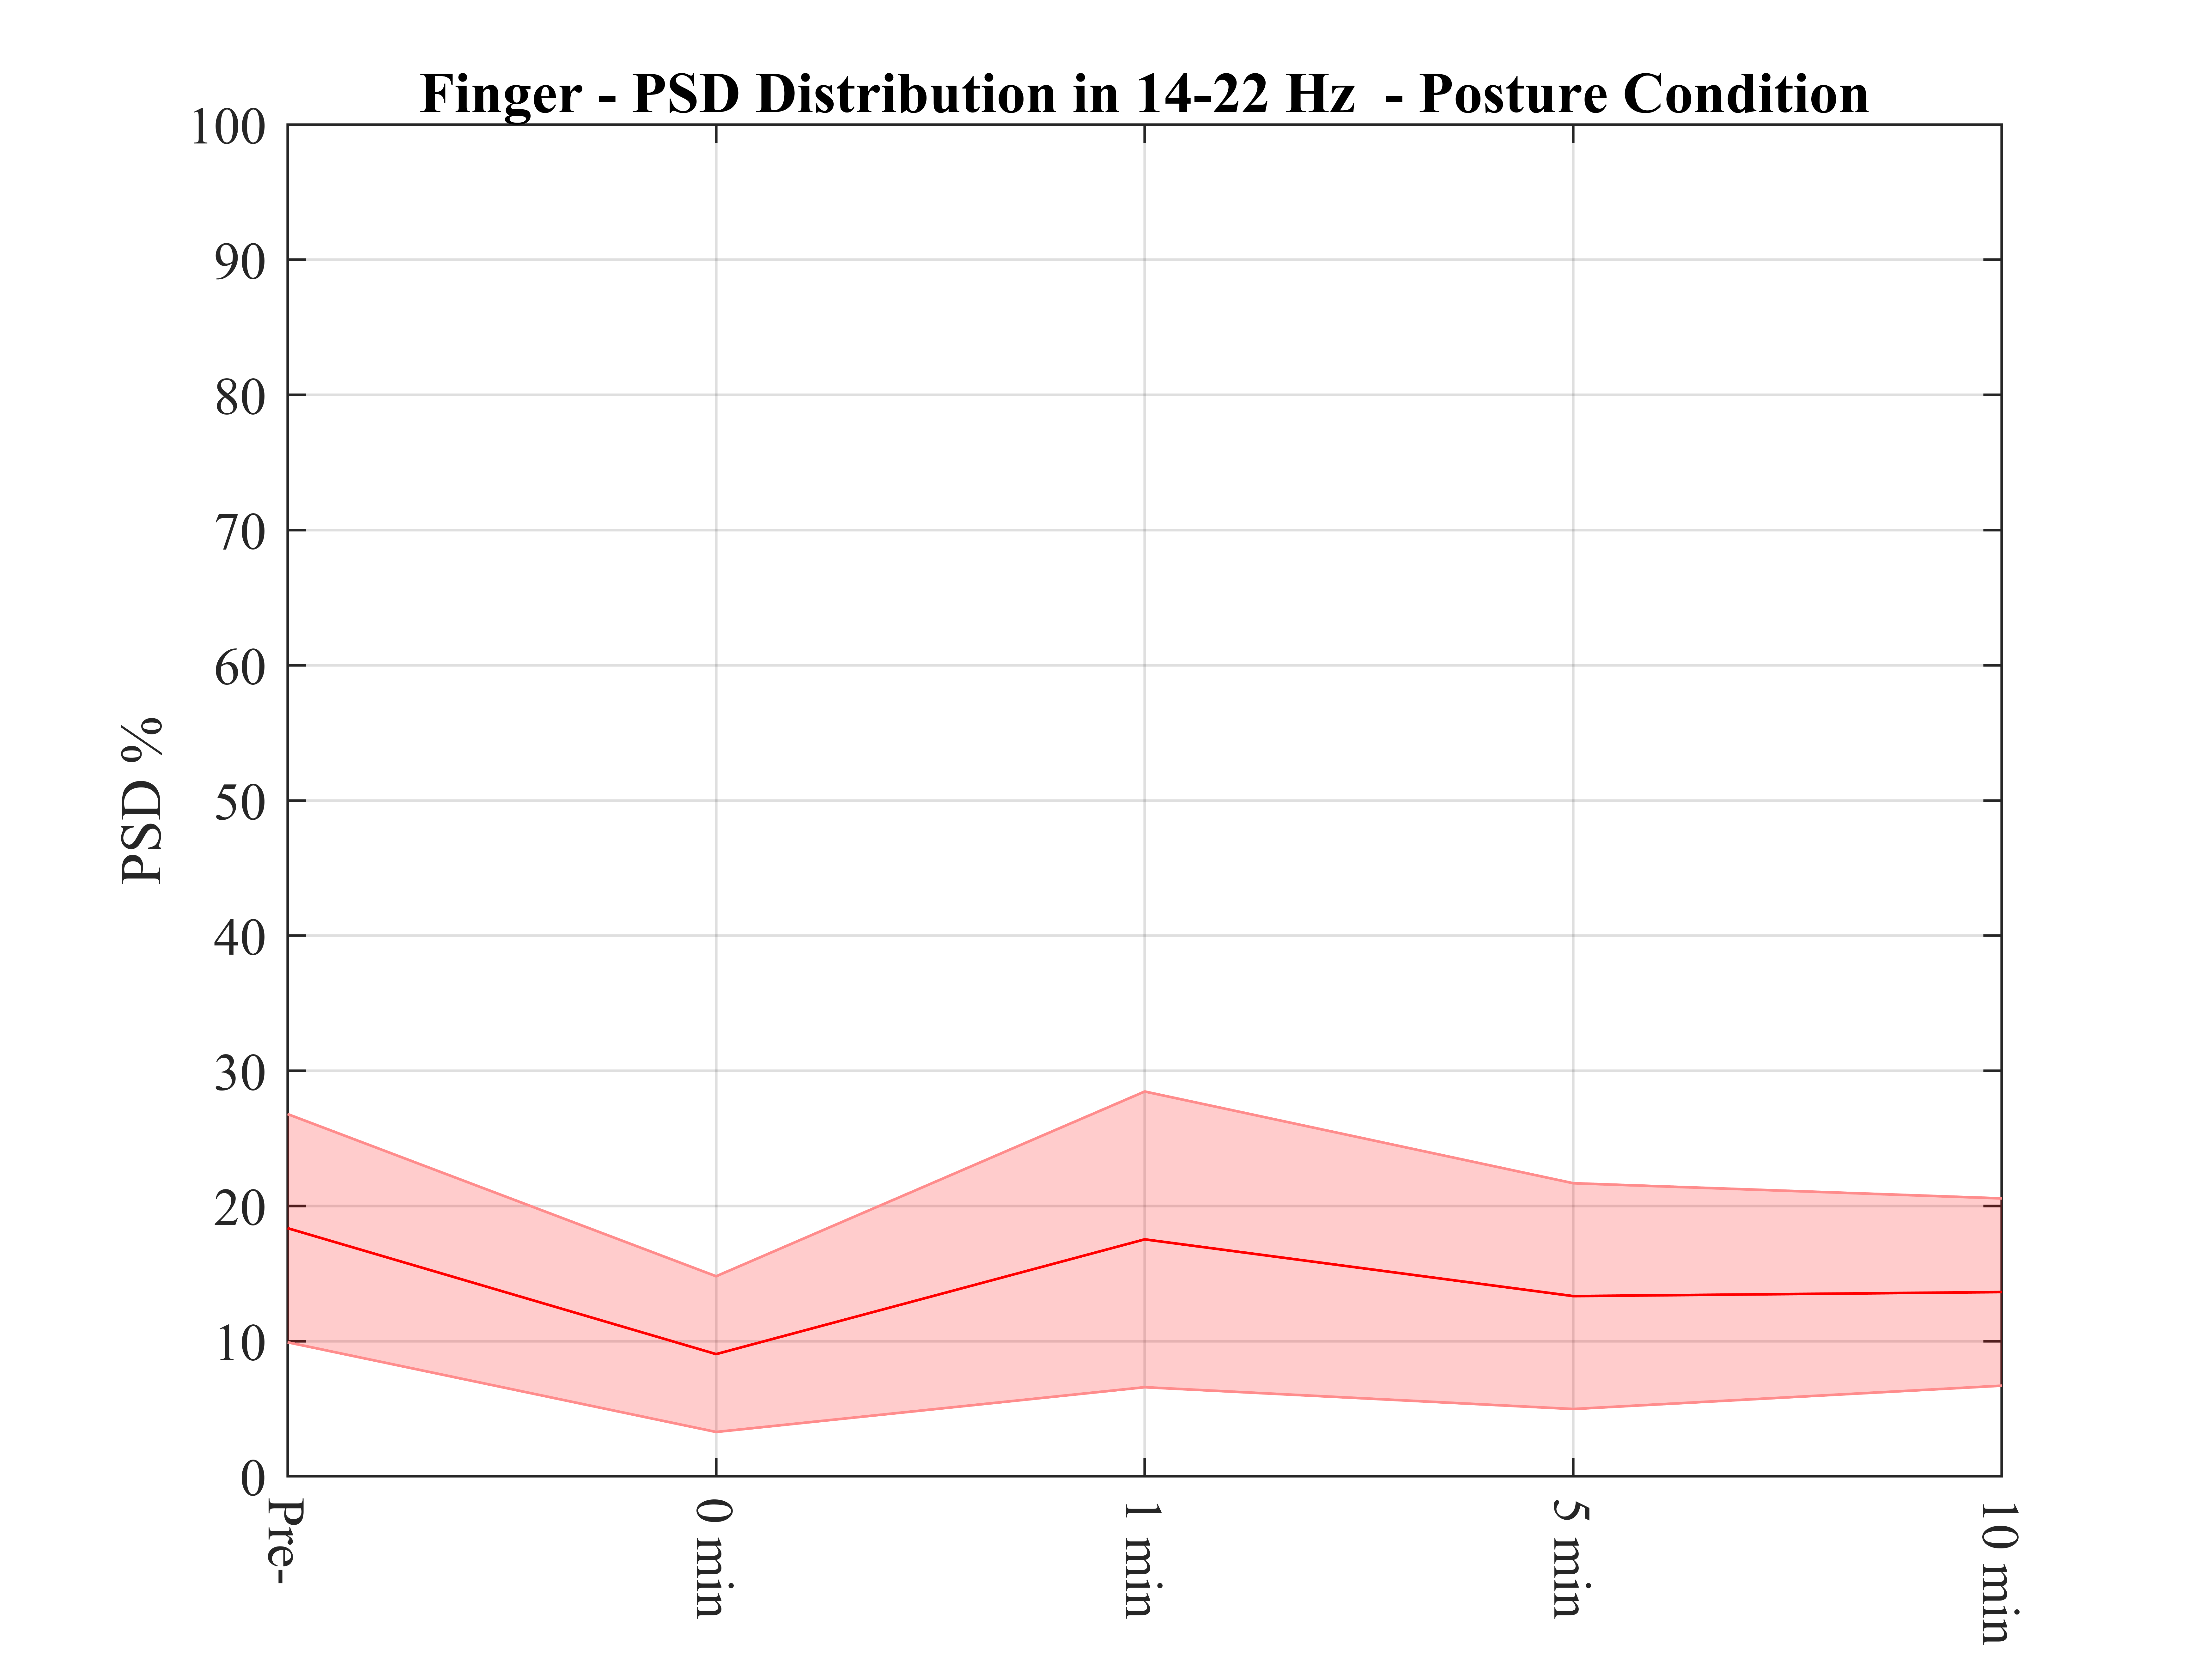 Finger - PSD Distribution in 14-22 Hz - Posture Condition
100
90
80
70
60
50
40
30
20
10
0
PSD %
Pre-
0 min
1 min
5 min
10 min